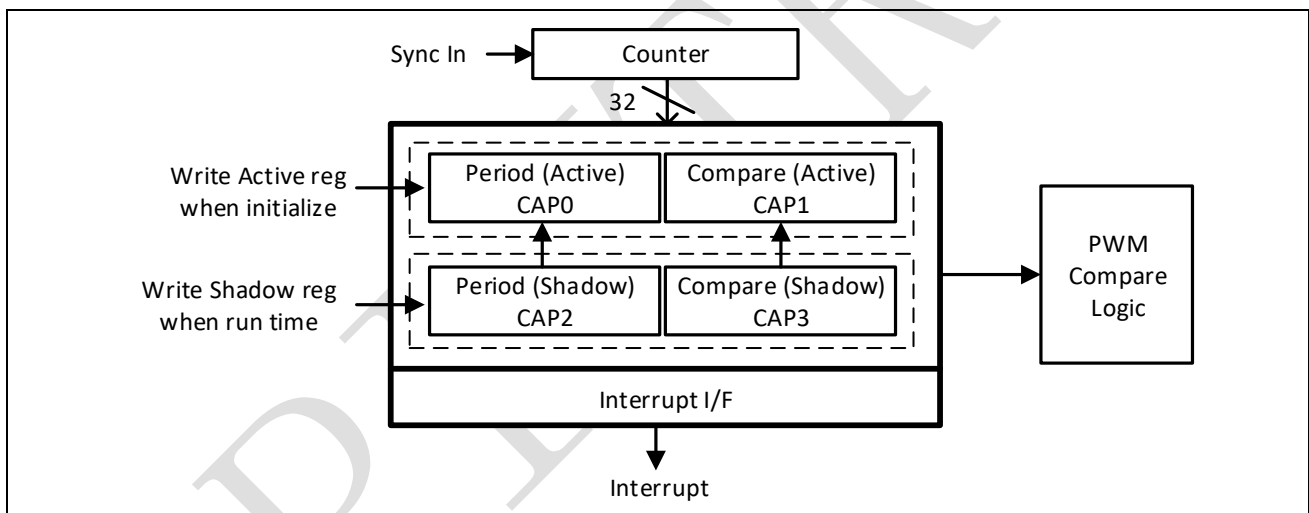 Sync In
Counter
32
Write Active reg
when initialize
Period (Active)
CAP0
Compare (Active)
CAP1
Write Shadow reg
when run time
Period (Shadow)
CAP2
Compare (Shadow)
CAP3
PWM
Compare
Logic
Interrupt I/F
Interrupt